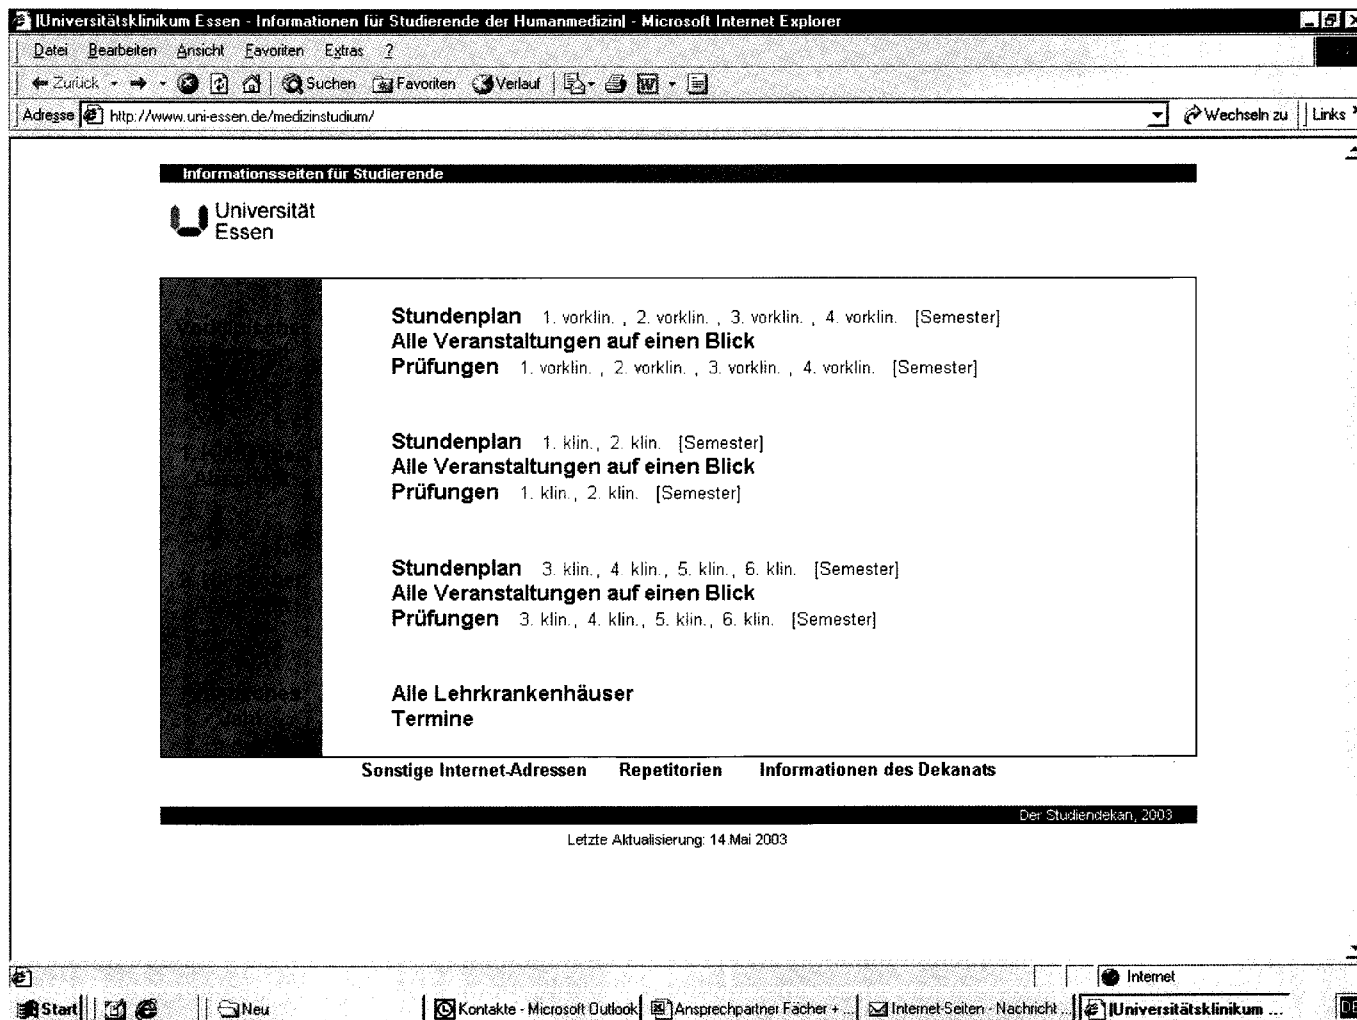 |Universitätsklinikum Essen - Informationen für Studierende der Humanmedizin| - Microsoft Internet Explorer
Datei Bearbeiten Ansicht Favoriten Extras ?
Zurück Suchen Favoriten Verlauf
Adresse http://www.uni-essen.de/medizinstudium/ Wechseln zu Links
Informationsseiten für Studierende
Universität
Essen
Stundenplan 1. vorklin. , 2. vorklin. , 3. vorklin. , 4. vorklin. [Semester]
Alle Veranstaltungen auf einen Blick
Prüfungen 1. vorklin. , 2. vorklin. , 3. vorklin. , 4. vorklin. [Semester]
Stundenplan 1. klin., 2. klin. [Semester]
Alle Veranstaltungen auf einen Blick
Prüfungen 1. klin., 2. klin. [Semester]
Stundenplan 3. klin., 4. klin., 5. klin., 6. klin. [Semester]
Alle Veranstaltungen auf einen Blick
Prüfungen 3. klin., 4. klin., 5. klin., 6. klin. [Semester]
Alle Lehrkrankenhäuser
Termine
Sonstige Internet-Adressen Repetitorien Informationen des Dekanats
Der Studiendekan, 2003
Letzte Aktualisierung: 14.Mai 2003
Internet
Start Neu Kontakte - Microsoft Outlook Ansprechpartner Fächer + ... Internet-Seiten - Nachricht ... |Universitätsklinikum ... DE